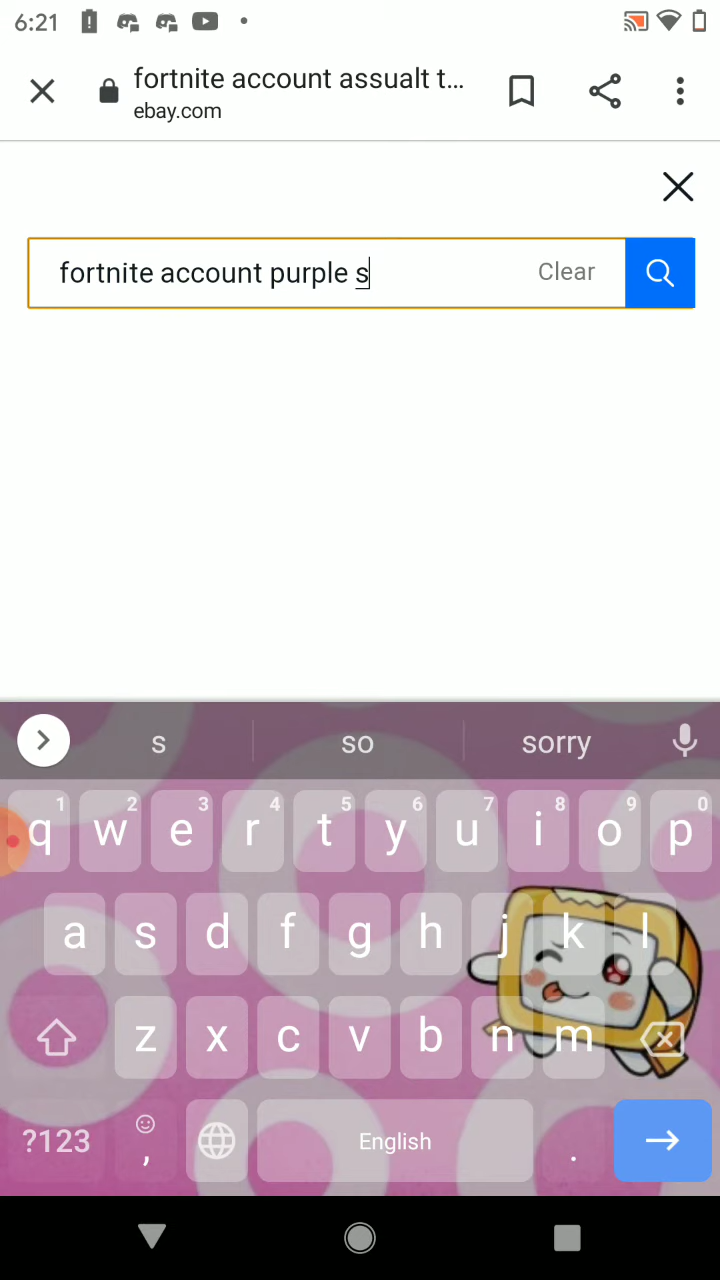 6:21
fortnite account assualt t...
ebay.com
fortnite account purple s
Clear
s so sorry
1 2 3 4 5 6 7 8 9 0
q w e r t y u i o p
a s d f g h j k l
z x c v b n m
?123 , English .